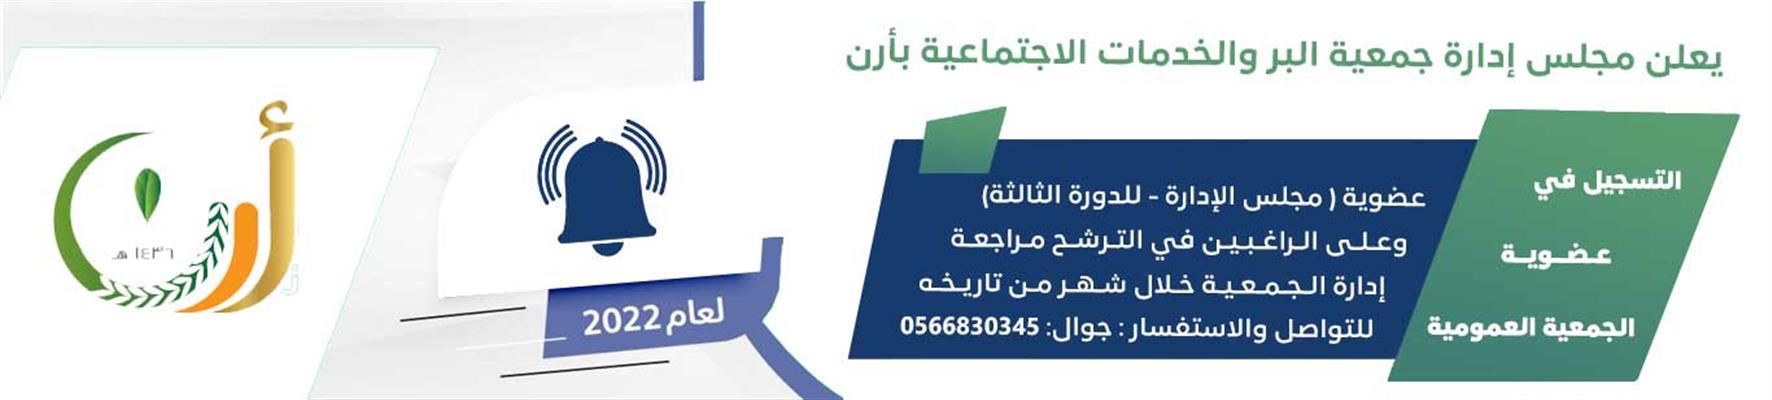 يعلن مجلس إدارة جمعية البر والخدمات الاجتماعية بأرن
التسجيل في
عضوية
الجمعية العمومية
عضوية ( مجلس الإدارة - للدورة الثالثة)
وعلى الراغبين في الترشح مراجعة
إدارة الجمعية خلال شهر من تاريخه
للتواصل والاستفسار : جوال: 0566830345
لعام 2022
أرن
١٤٣٦ هـ